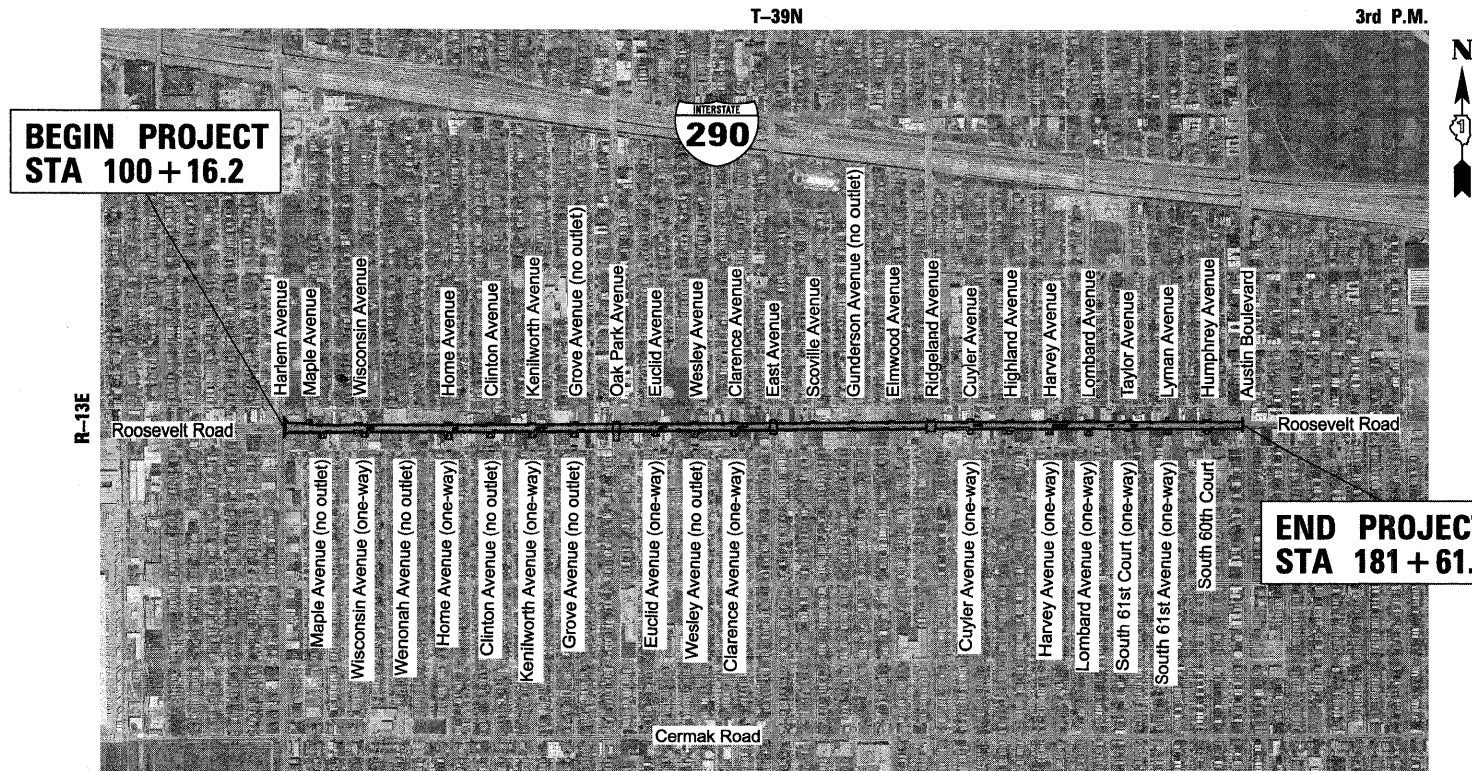 T–39N
3rd P.M.
N
BEGIN PROJECT
STA 100+16.2
INTERSTATE
290
R–13E
Harlem Avenue
Maple Avenue
Wisconsin Avenue
Home Avenue
Clinton Avenue
Kenilworth Avenue
Grove Avenue (no outlet)
Oak Park Avenue
Euclid Avenue
Wesley Avenue
Clarence Avenue
East Avenue
Scoville Avenue
Gunderson Avenue (no outlet)
Elmwood Avenue
Ridgeland Avenue
Cuyler Avenue
Highland Avenue
Harvey Avenue
Lombard Avenue
Taylor Avenue
Lyman Avenue
Humphrey Avenue
Austin Boulevard
Roosevelt Road
Roosevelt Road
Maple Avenue (no outlet)
Wisconsin Avenue (one-way)
Wenonah Avenue (no outlet)
Home Avenue (one-way)
Clinton Avenue (no outlet)
Kenilworth Avenue (one-way)
Grove Avenue (no outlet)
Euclid Avenue (one-way)
Wesley Avenue (no outlet)
Clarence Avenue (one-way)
Cuyler Avenue (one-way)
Harvey Avenue (one-way)
Lombard Avenue (one-way)
South 61st Court (one-way)
South 61st Avenue (one-way)
South 60th Court
END PROJECT
STA 181+61.
Cermak Road